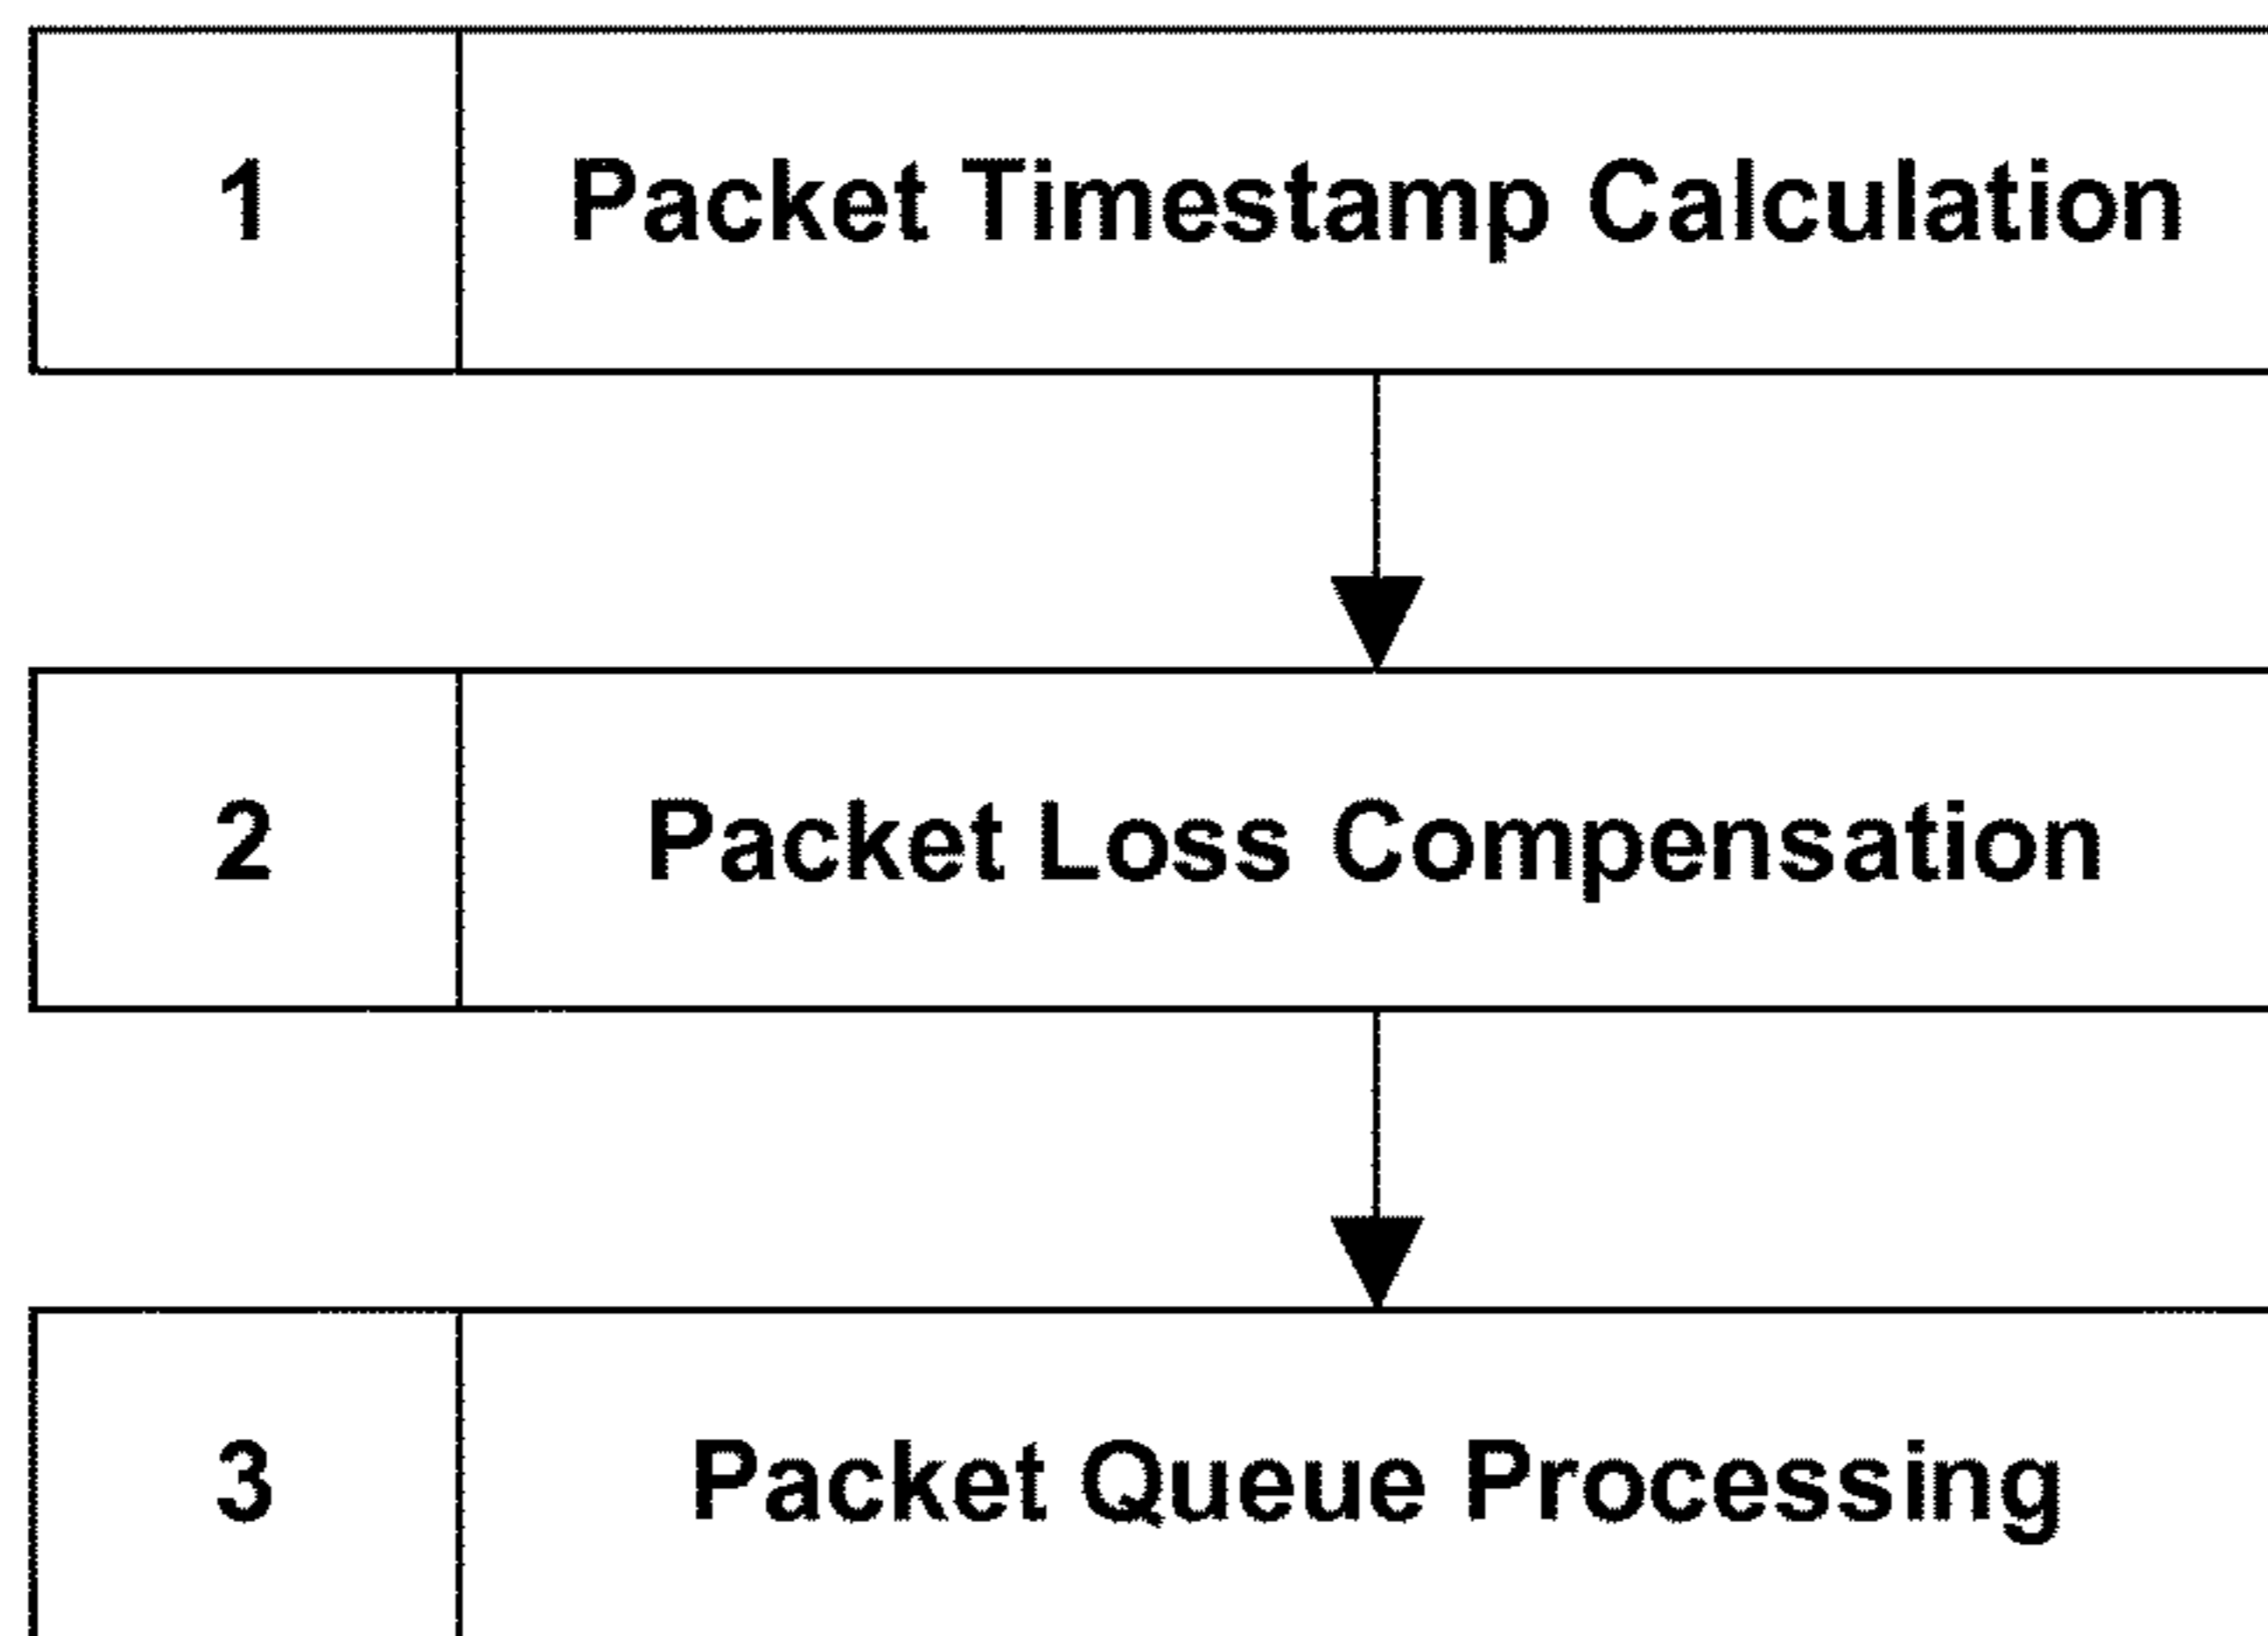 1 Packet Timestamp Calculation
2 Packet Loss Compensation
3 Packet Queue Processing